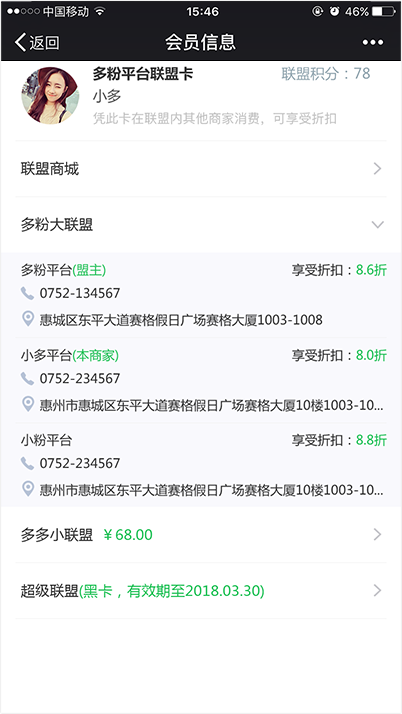 中国移动 15:46 46%
返回 会员信息
多粉平台联盟卡 联盟积分：78
小多
凭此卡在联盟内其他商家消费，可享受折扣
联盟商城
多粉大联盟
多粉平台(盟主) 享受折扣：8.6折
0752-134567
惠城区东平大道赛格假日广场赛格大厦1003-1008
小多平台(本商家) 享受折扣：8.0折
0752-234567
惠州市惠城区东平大道赛格假日广场赛格大厦10楼1003-10...
小粉平台 享受折扣：8.8折
0752-234567
惠州市惠城区东平大道赛格假日广场赛格大厦10楼1003-10...
多多小联盟 ￥68.00
超级联盟(黑卡，有效期至2018.03.30)